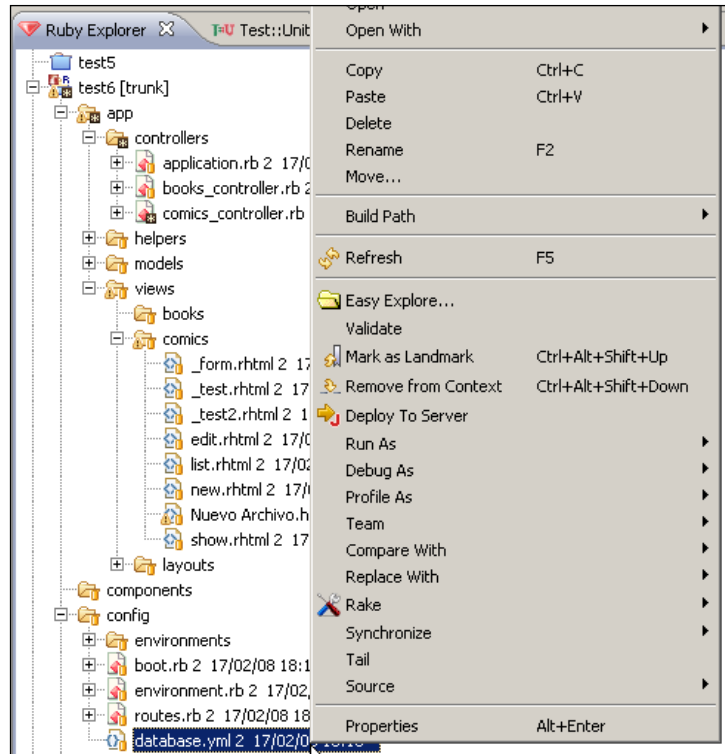 Ruby Explorer
Test::Unit
test5
test6 [trunk]
app
controllers
application.rb 2 17/0
books_controller.rb 2
comics_controller.rb
helpers
models
views
books
comics
_form.rhtml 2 17
_test.rhtml 2 17
_test2.rhtml 2 1
edit.rhtml 2 17/0
list.rhtml 2 17/02
new.rhtml 2 17/
Nuevo Archivo.h
show.rhtml 2 17
layouts
components
config
environments
boot.rb 2 17/02/08 18:1
environment.rb 2 17/02/
routes.rb 2 17/02/08 18
database.yml 2 17/02/0
Open With
Copy Ctrl+C
Paste Ctrl+V
Delete
Rename F2
Move...
Build Path
Refresh F5
Easy Explore...
Validate
Mark as Landmark Ctrl+Alt+Shift+Up
Remove from Context Ctrl+Alt+Shift+Down
Deploy To Server
Run As
Debug As
Profile As
Team
Compare With
Replace With
Rake
Synchronize
Tail
Source
Properties Alt+Enter